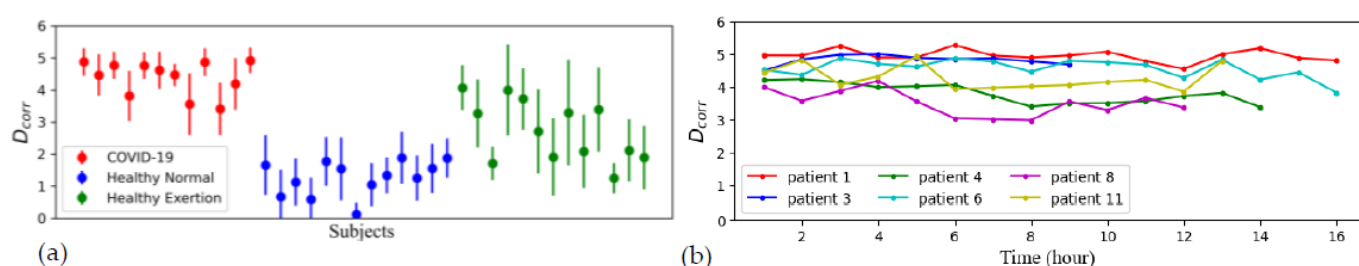 6
5
4
3
2
1
0
D_corr
COVID-19
Healthy Normal
Healthy Exertion
Subjects
(a)
6
5
4
3
2
1
0
D_corr
patient 1
patient 4
patient 8
patient 3
patient 6
patient 11
2 4 6 8 10 12 14 16
Time (hour)
(b)